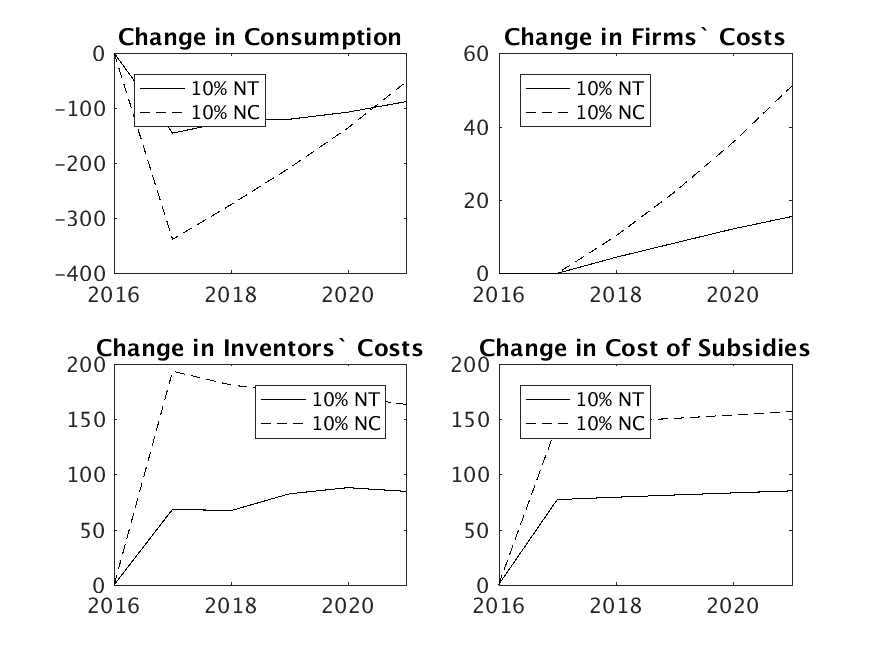 Change in Consumption
0
-100
-200
-300
-400
2016
2018
2020
10% NT
10% NC
Change in Firms` Costs
60
40
20
0
2016
2018
2020
10% NT
10% NC
Change in Inventors` Costs
200
150
100
50
0
2016
2018
2020
10% NT
10% NC
Change in Cost of Subsidies
200
150
100
50
0
2016
2018
2020
10% NT
10% NC